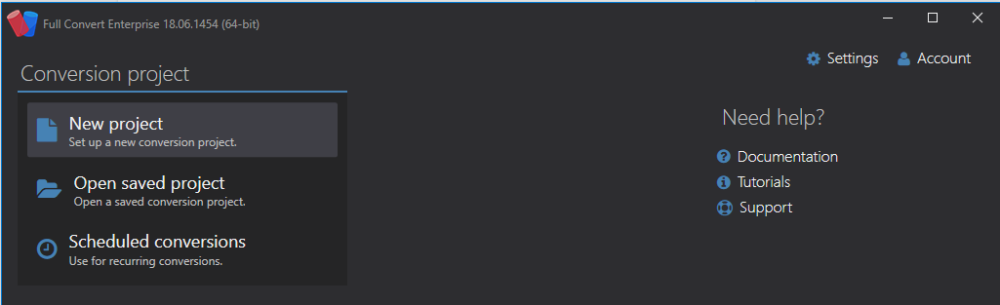 Full Convert Enterprise 18.06.1454 (64-bit)
Settings
Account
Conversion project
New project
Set up a new conversion project.
Open saved project
Open a saved conversion project.
Scheduled conversions
Use for recurring conversions.
Need help?
Documentation
Tutorials
Support